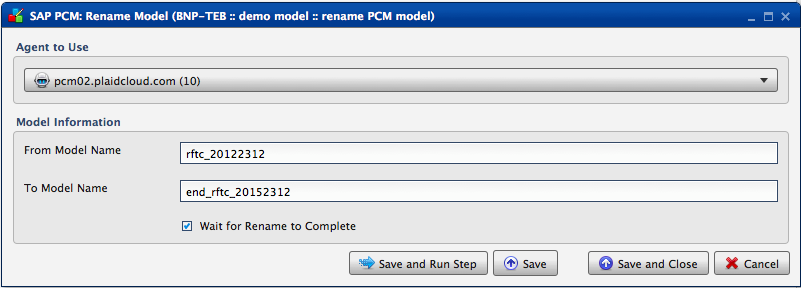 SAP PCM: Rename Model (BNP-TEB :: demo model :: rename PCM model)
Agent to Use
pcm02.plaidcloud.com (10)
Model Information
From Model Name rftc_20122312
To Model Name end_rftc_20152312
Wait for Rename to Complete
Save and Run Step Save Save and Close Cancel